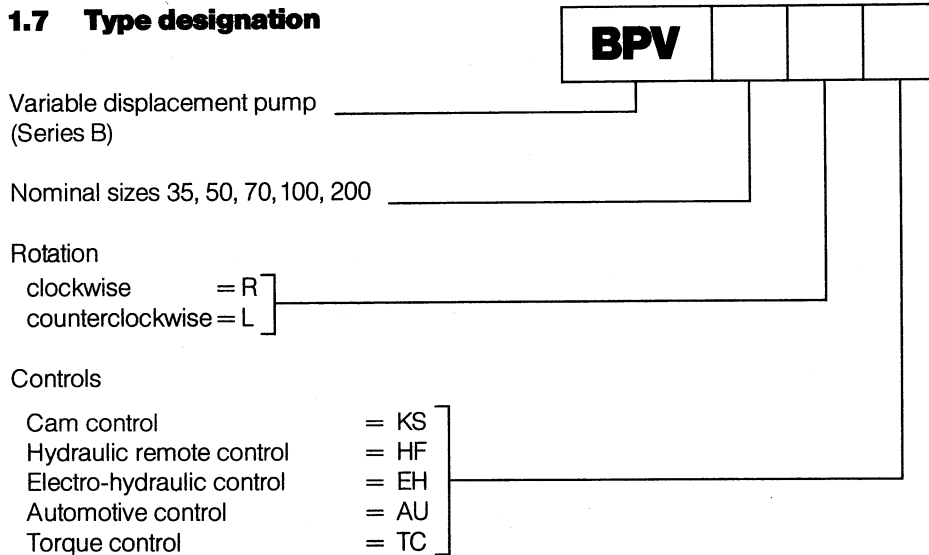 1.7 Type designation
BPV
Variable displacement pump
(Series B)
Nominal sizes 35, 50, 70, 100, 200
Rotation
clockwise = R
counterclockwise = L
Controls
Cam control = KS
Hydraulic remote control = HF
Electro-hydraulic control = EH
Automotive control = AU
Torque control = TC